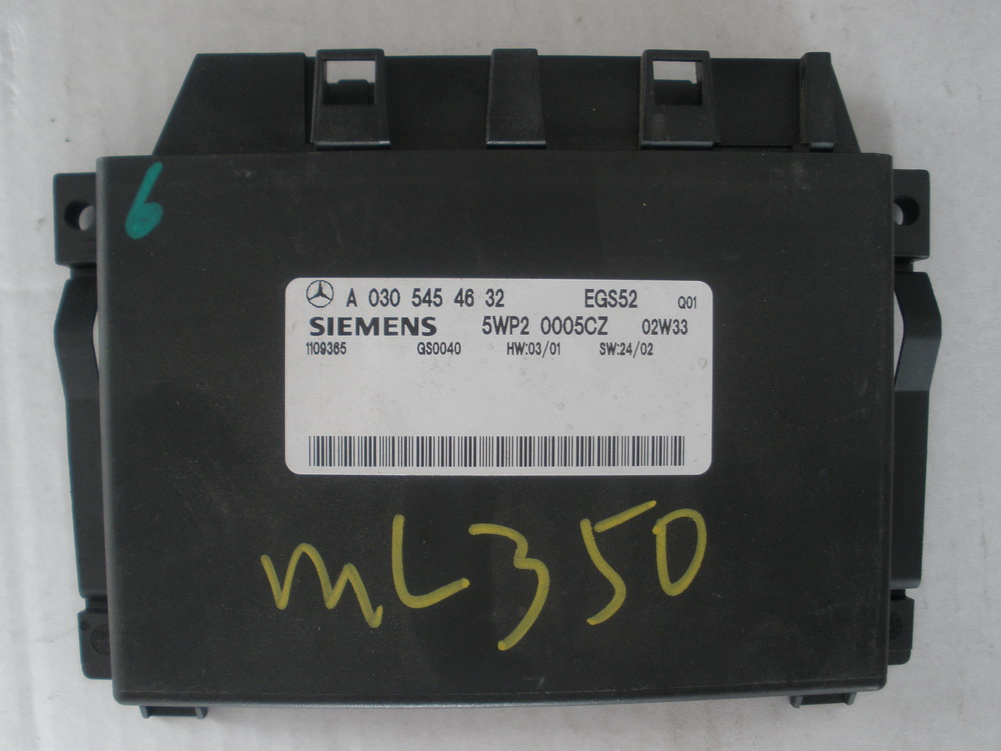 6
A 030 545 46 32 EGS52 Q01
SIEMENS 5WP2 0005CZ 02W33
1109365 GS0040 HW:03/01 SW:24/02
mL350